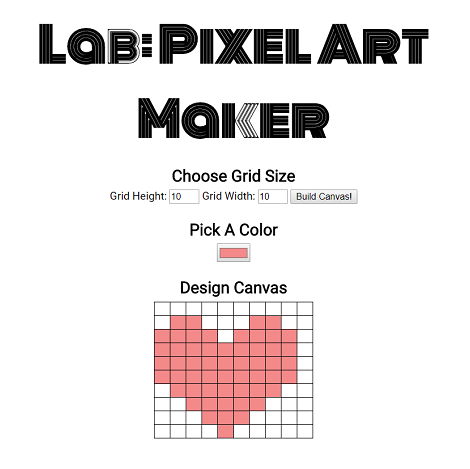 Lab: Pixel Art
Maker
Choose Grid Size
Grid Height: 10 Grid Width: 10 Build Canvas!
Pick A Color
Design Canvas